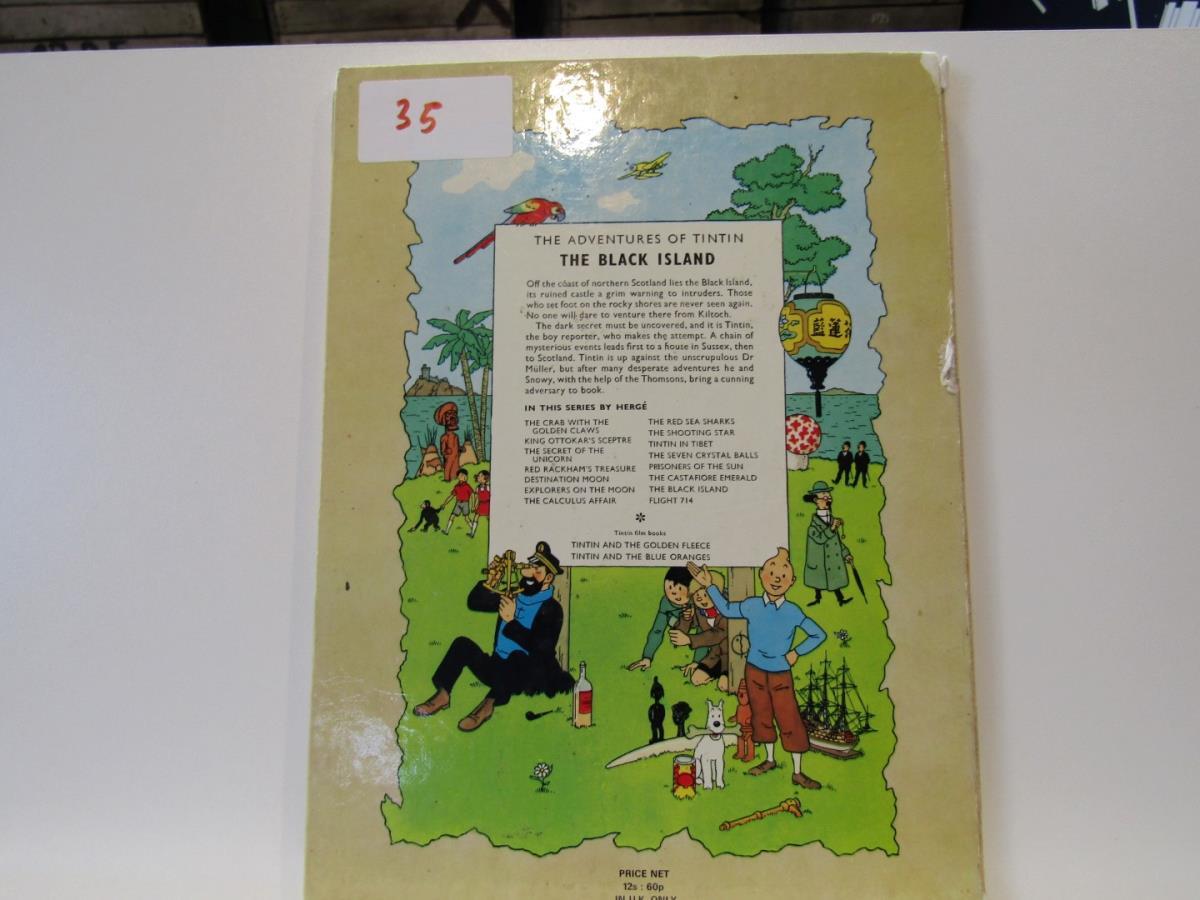 35
THE ADVENTURES OF TINTIN
THE BLACK ISLAND
Off the coast of northern Scotland lies the Black Island,
its ruined castle a grim warning to intruders. Those
who set foot on the rocky shores are never seen again.
No one will dare to venture there from Kiltoch.
The dark secret must be uncovered, and it is Tintin,
the boy reporter, who makes the attempt. A chain of
mysterious events leads first to a house in Sussex, then
to Scotland. Tintin is up against the unscrupulous Dr
Müller, but after many desperate adventures he and
Snowy, with the help of the Thomsons, bring a cunning
adversary to book.
IN THIS SERIES BY HERGÉ
THE CRAB WITH THE
GOLDEN CLAWS
KING OTTOKAR'S SCEPTRE
THE SECRET OF THE
UNICORN
RED RACKHAM'S TREASURE
DESTINATION MOON
EXPLORERS ON THE MOON
THE CALCULUS AFFAIR
THE RED SEA SHARKS
THE SHOOTING STAR
TINTIN IN TIBET
THE SEVEN CRYSTAL BALLS
PRISONERS OF THE SUN
THE CASTAFIORE EMERALD
THE BLACK ISLAND
FLIGHT 714
*
Tintin film books
TINTIN AND THE GOLDEN FLEECE
TINTIN AND THE BLUE ORANGES
藍蓮
PRICE NET
12s : 60p
IN U.K. ONLY